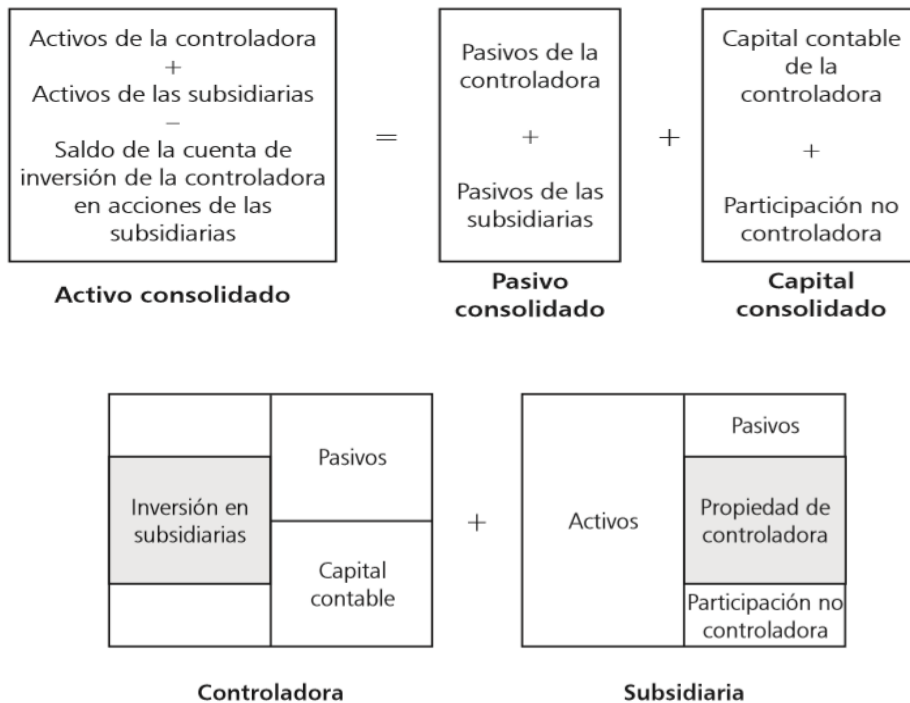 Activos de la controladora
+
Activos de las subsidiarias
−
Saldo de la cuenta de
inversión de la controladora
en acciones de las
subsidiarias
Activo consolidado
=
Pasivos de la
controladora
+
Pasivos de las
subsidiarias
Pasivo
consolidado
+
Capital contable
de la
controladora
+
Participación no
controladora
Capital
consolidado
Inversión en
subsidiarias
Pasivos
Capital
contable
Controladora
+
Activos
Pasivos
Propiedad de
controladora
Participación no
controladora
Subsidiaria